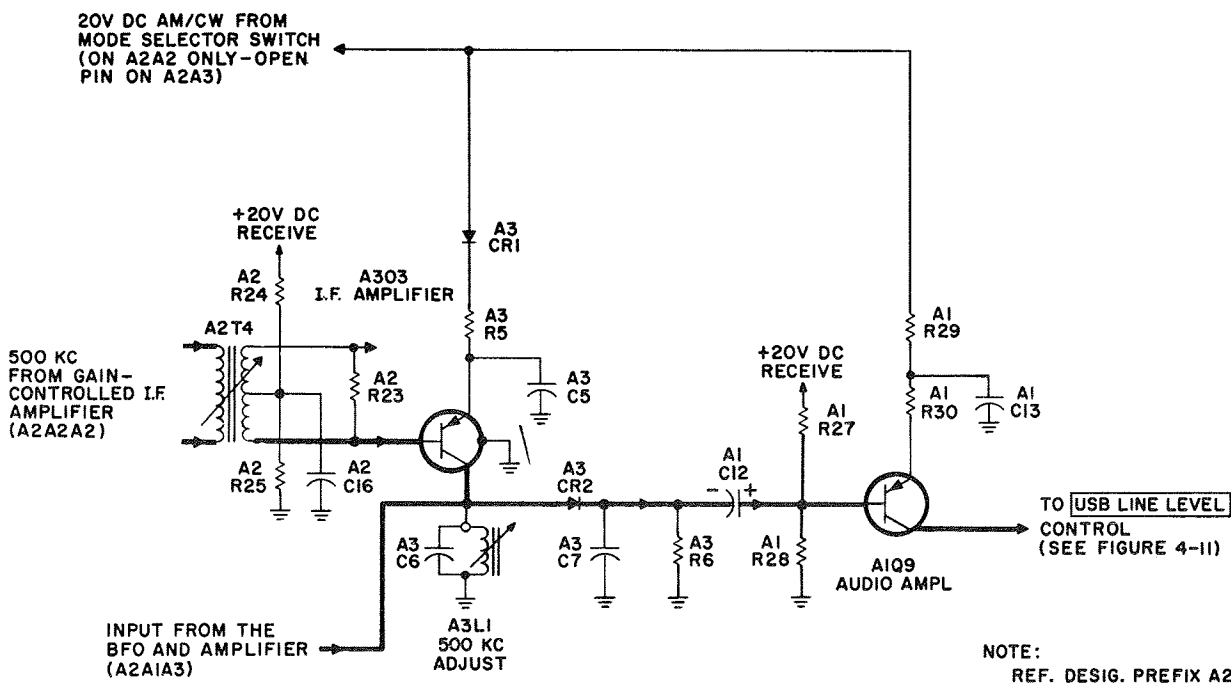 20V DC AM/CW FROM
MODE SELECTOR SWITCH
(ON A2A2 ONLY-OPEN
PIN ON A2A3)
A3
CR1
+20V DC
RECEIVE
A2
R24
A303
I.F. AMPLIFIER
A3
R5
A2T4
A2
R23
A3
C5
500 KC
FROM GAIN-
CONTROLLED I.F.
AMPLIFIER
(A2A2A2)
A2
R25
A2
C16
A1
R29
+20V DC
RECEIVE
A1
R30
A1
C13
A1
R27
A3
CR2
A1
C12
- +
A3
C6
A3
C7
A3
R6
A1
R28
A1Q9
AUDIO AMPL
TO USB LINE LEVEL
CONTROL
(SEE FIGURE 4-11)
A3L1
500 KC
ADJUST
INPUT FROM THE
BFO AND AMPLIFIER
(A2A1A3)
NOTE:
REF. DESIG. PREFIX A2